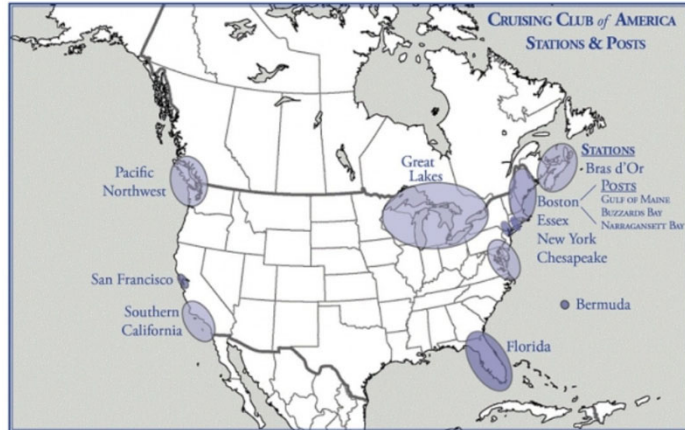 CRUISING CLUB of AMERICA
STATIONS & POSTS
Pacific
Northwest
Great
Lakes
STATIONS
Bras d'Or
POSTS
Boston
GULF OF MAINE
BUZZARDS BAY
Essex
NARRAGANSETT BAY
New York
Chesapeake
San Francisco
Southern
California
Bermuda
Florida